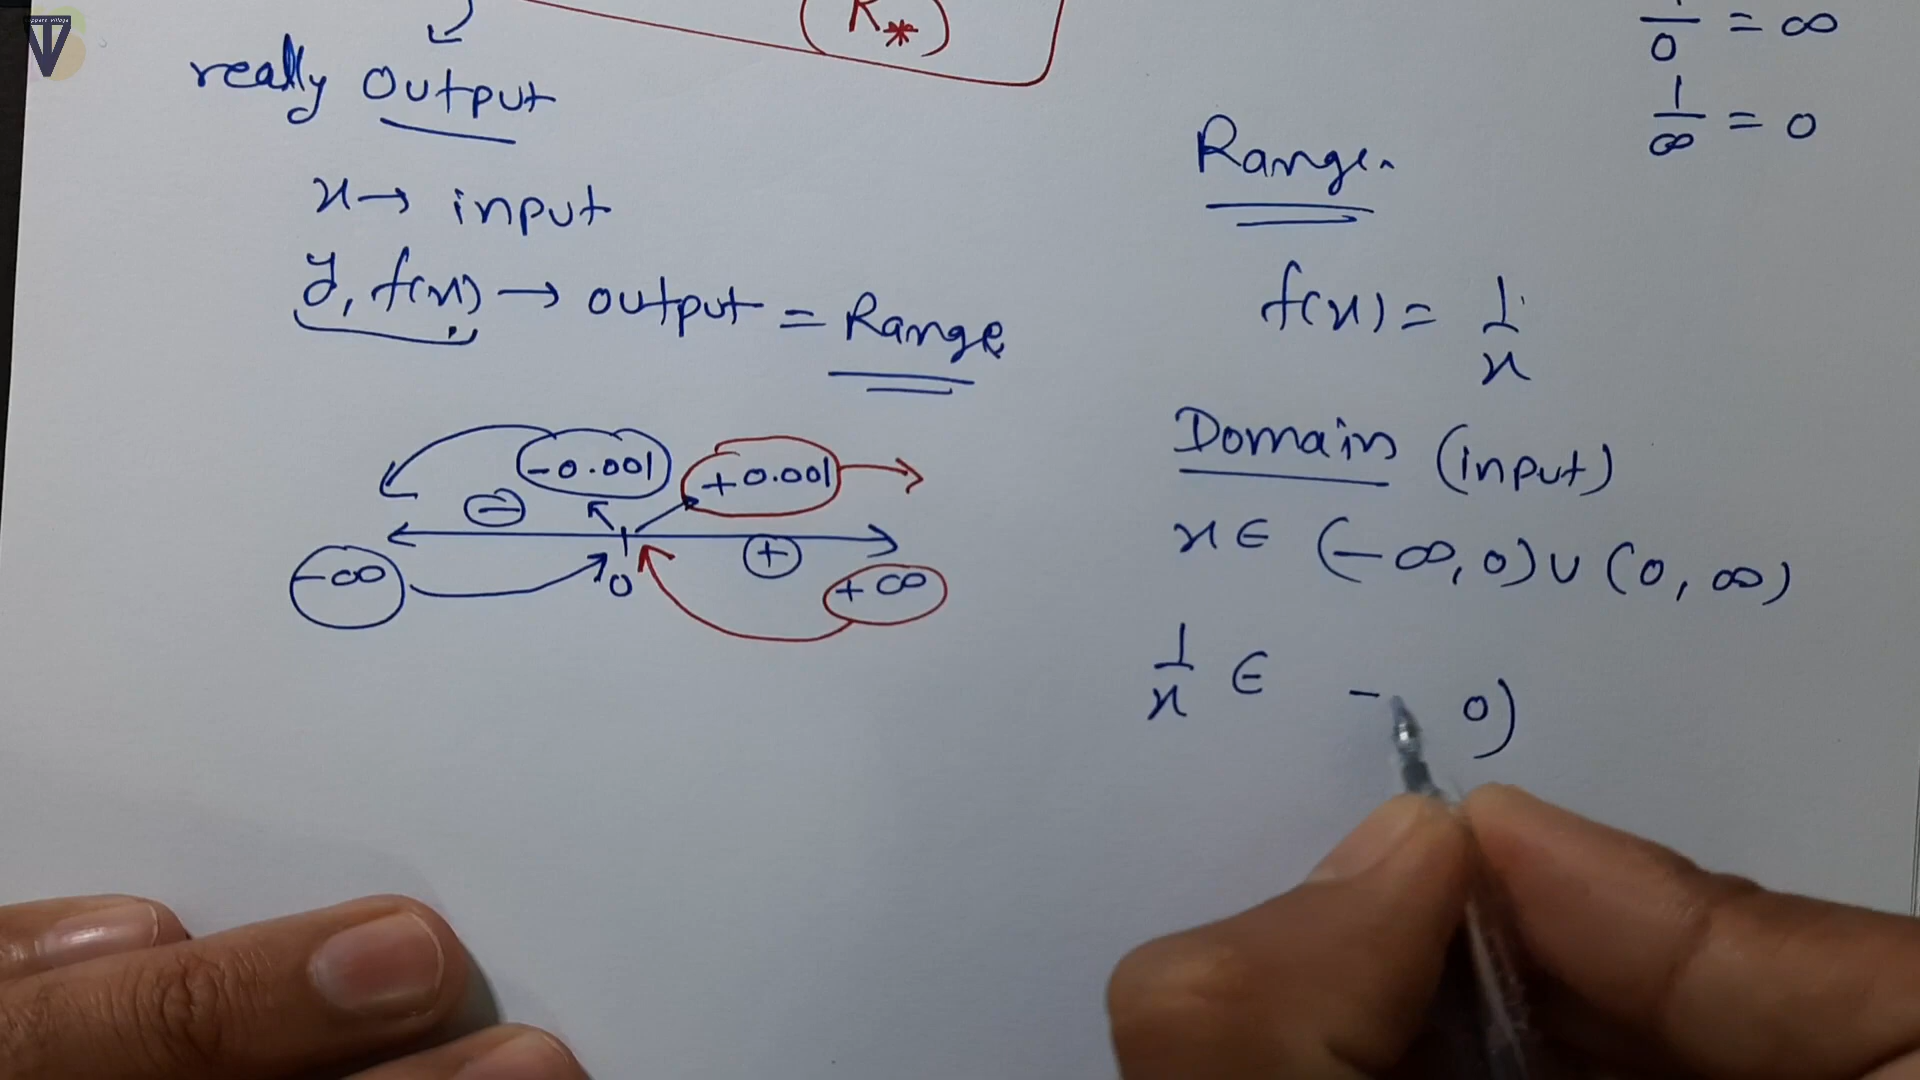 R*
really output
x → input
y, f(x) → output = Range
-0.001 +0.001
- +
-∞ 0 +∞
1/0 = ∞
1/∞ = 0
Range.
f(x) = 1/x
Domain (input)
x ∈ (-∞, 0) ∪ (0, ∞)
1/x ∈ - 0)